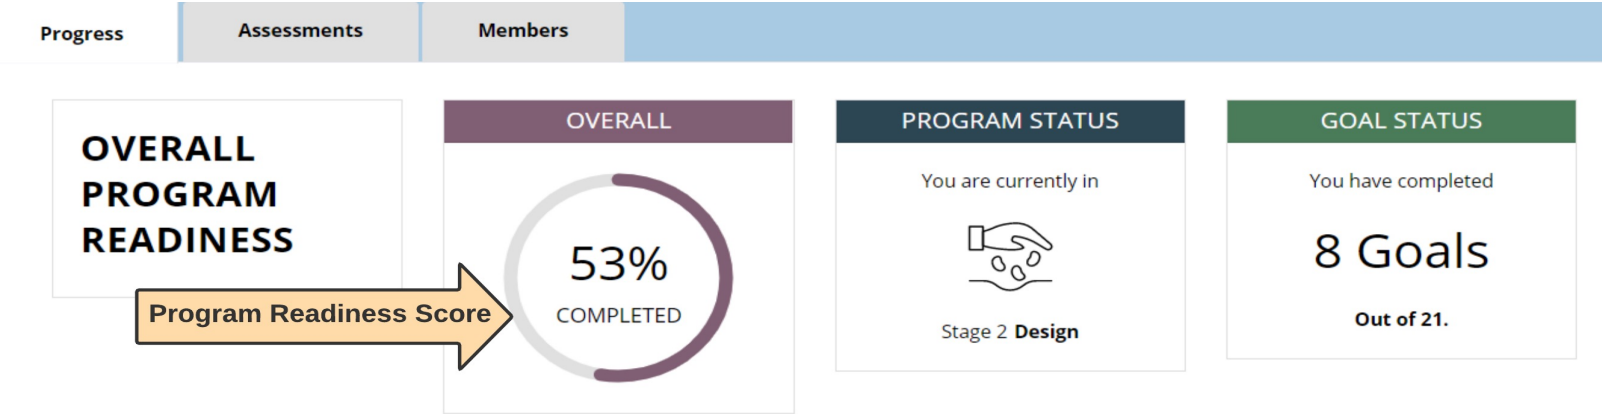 Progress
Assessments
Members
OVERALL
PROGRAM
READINESS
Program Readiness Score
OVERALL
53%
COMPLETED
PROGRAM STATUS
You are currently in
Stage 2 Design
GOAL STATUS
You have completed
8 Goals
Out of 21.